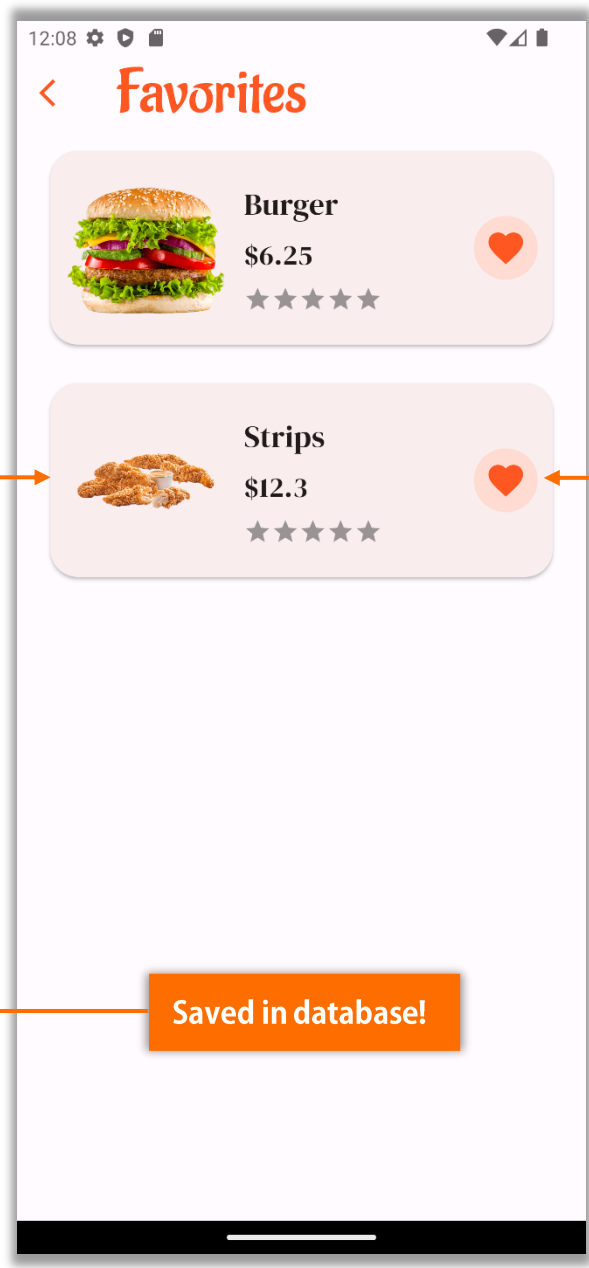 12:08
Favorites
Burger
$6.25
Strips
$12.3
Saved in database!